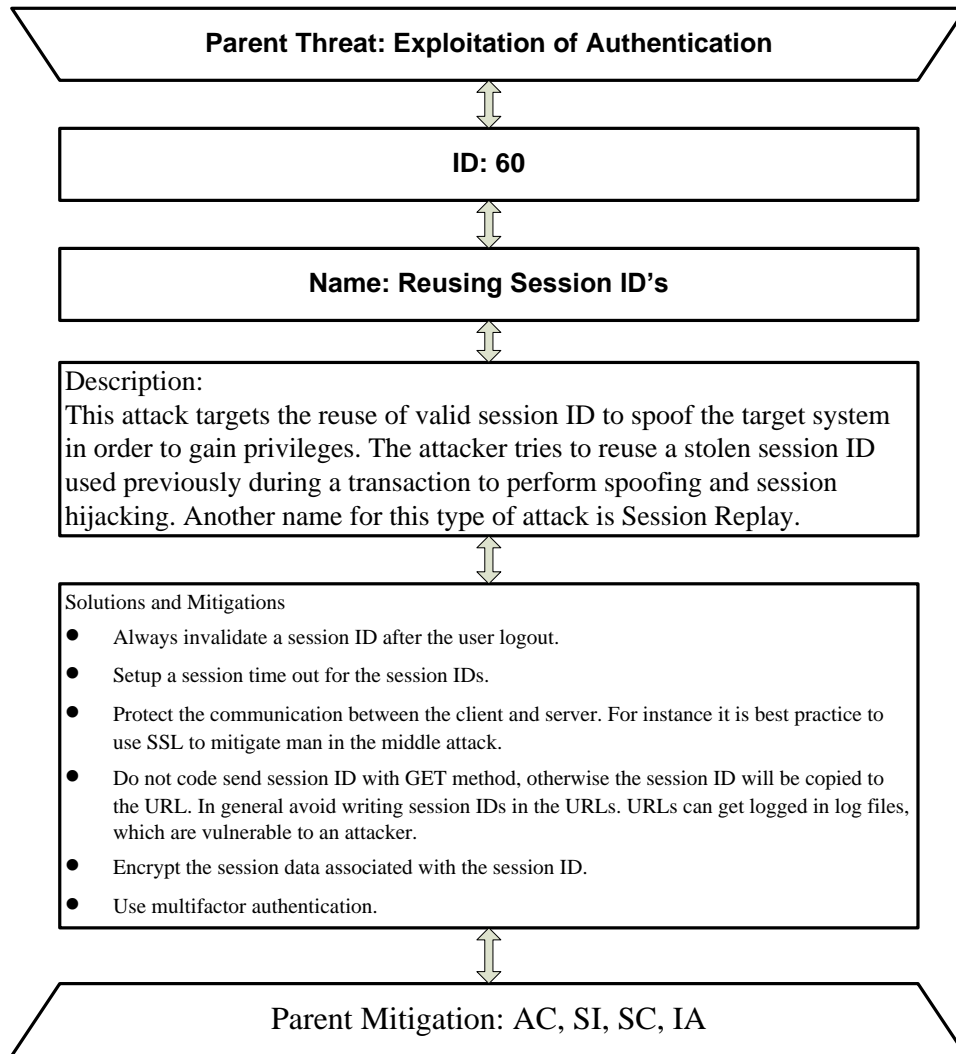 Parent Threat: Exploitation of Authentication
ID: 60
Name: Reusing Session ID’s
Description:
This attack targets the reuse of valid session ID to spoof the target system
in order to gain privileges. The attacker tries to reuse a stolen session ID
used previously during a transaction to perform spoofing and session
hijacking. Another name for this type of attack is Session Replay.
Solutions and Mitigations
● Always invalidate a session ID after the user logout.
● Setup a session time out for the session IDs.
● Protect the communication between the client and server. For instance it is best practice to
use SSL to mitigate man in the middle attack.
● Do not code send session ID with GET method, otherwise the session ID will be copied to
the URL. In general avoid writing session IDs in the URLs. URLs can get logged in log files,
which are vulnerable to an attacker.
● Encrypt the session data associated with the session ID.
● Use multifactor authentication.
Parent Mitigation: AC, SI, SC, IA